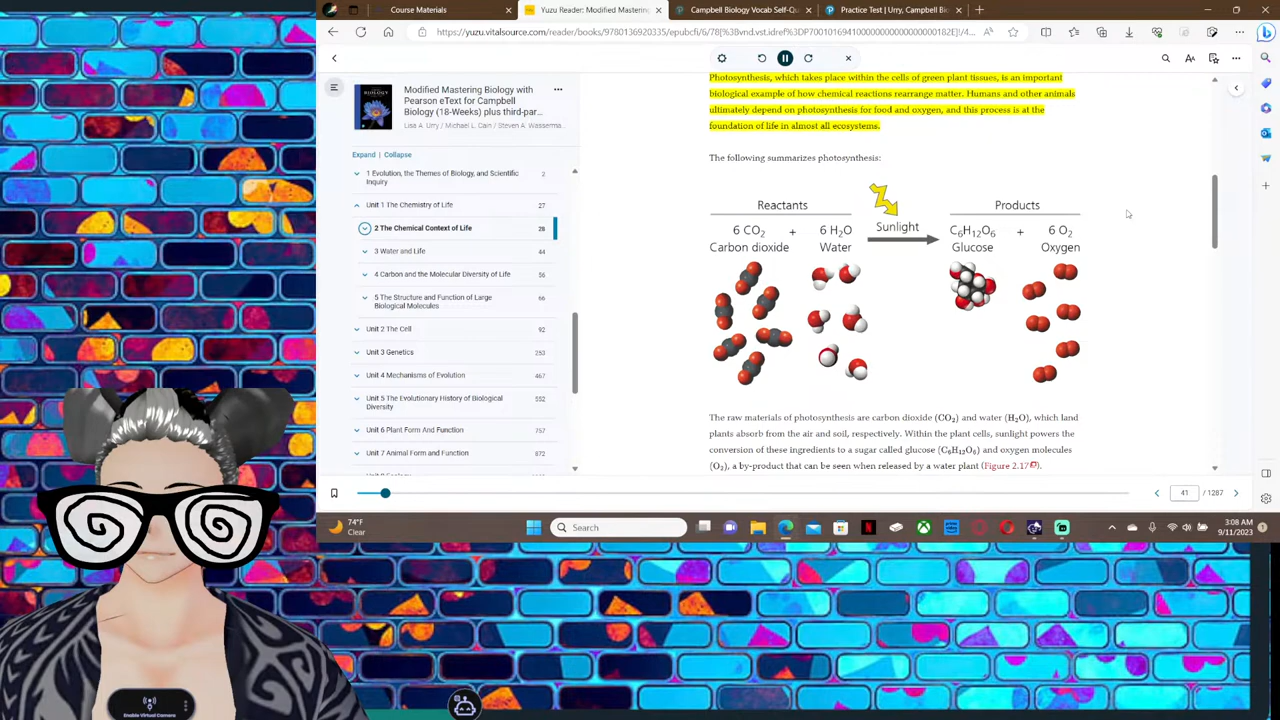 Course Materials
Yuzu Reader: Modified Mastering
Campbell Biology Vocab Self-Qu
Practice Test | Ury, Campbell Bio
https://yuzu.vitalsource.com/reader/books/9780136920335/epubcfi/6/78[%3Bvnd.vst.idref%3DP70010169410000000000000000182E]!/4...
Modified Mastering Biology with
Pearson eText for Campbell
Biology (18-Weeks) plus third-par...
Lisa A. Urry / Michael L. Cain / Steven A. Wasserma...
Expand | Collapse
1 Evolution, the Themes of Biology, and Scientific Inquiry 2
Unit 1 The Chemistry of Life 27
2 The Chemical Context of Life 28
3 Water and Life 44
4 Carbon and the Molecular Diversity of Life 56
5 The Structure and Function of Large Biological Molecules 66
Unit 2 The Cell 92
Unit 3 Genetics 253
Unit 4 Mechanisms of Evolution 467
Unit 5 The Evolutionary History of Biological Diversity 552
Unit 6 Plant Form And Function 757
Unit 7 Animal Form and Function 872
Photosynthesis, which takes place within the cells of green plant tissues, is an important
biological example of how chemical reactions rearrange matter. Humans and other animals
ultimately depend on photosynthesis for food and oxygen, and this process is at the
foundation of life in almost all ecosystems.
The following summarizes photosynthesis:
Reactants
Products
6 CO₂ + 6 H₂O Sunlight C₆H₁₂O₆ + 6 O₂
Carbon dioxide Water Glucose Oxygen
The raw materials of photosynthesis are carbon dioxide (CO₂) and water (H₂O), which land
plants absorb from the air and soil, respectively. Within the plant cells, sunlight powers the
conversion of these ingredients to a sugar called glucose (C₆H₁₂O₆) and oxygen molecules
(O₂), a by-product that can be seen when released by a water plant (Figure 2.17).
41 / 1287
74°F
Clear
Search
3:08 AM
9/11/2023
Enable Virtual Camera